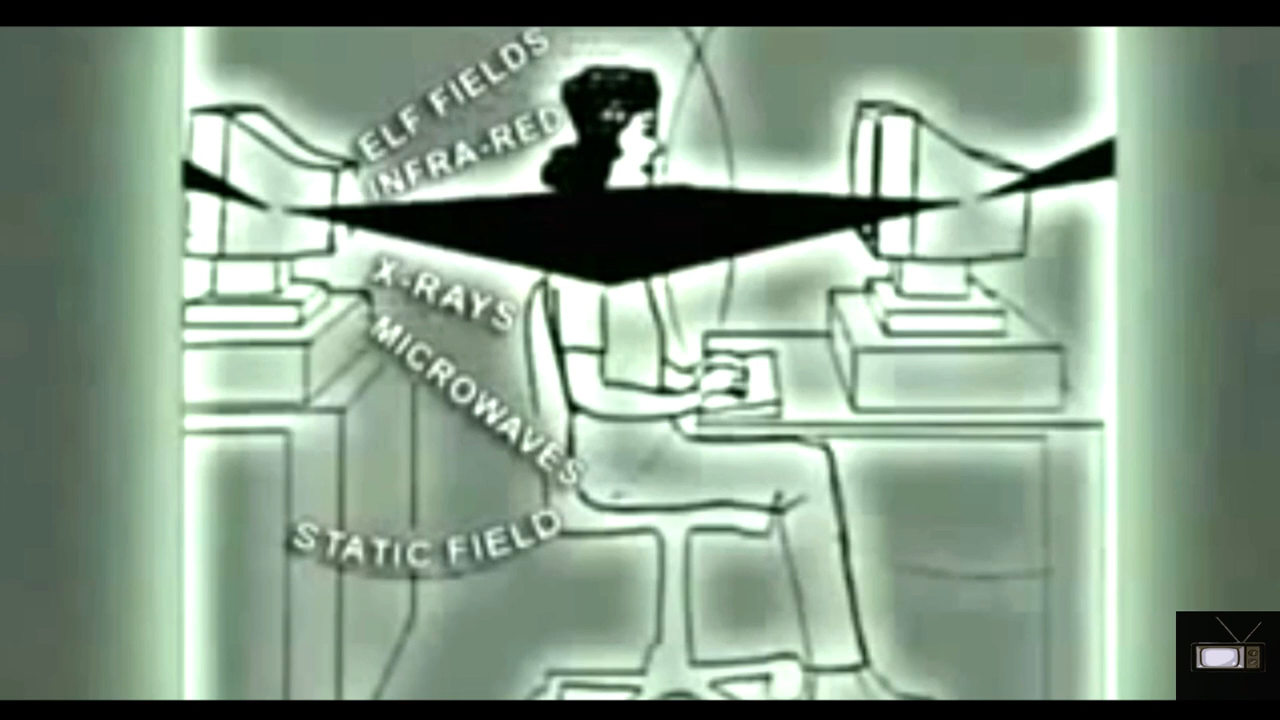 ELF FIELDS
INFRA-RED
X-RAYS
MICROWAVES
STATIC FIELD